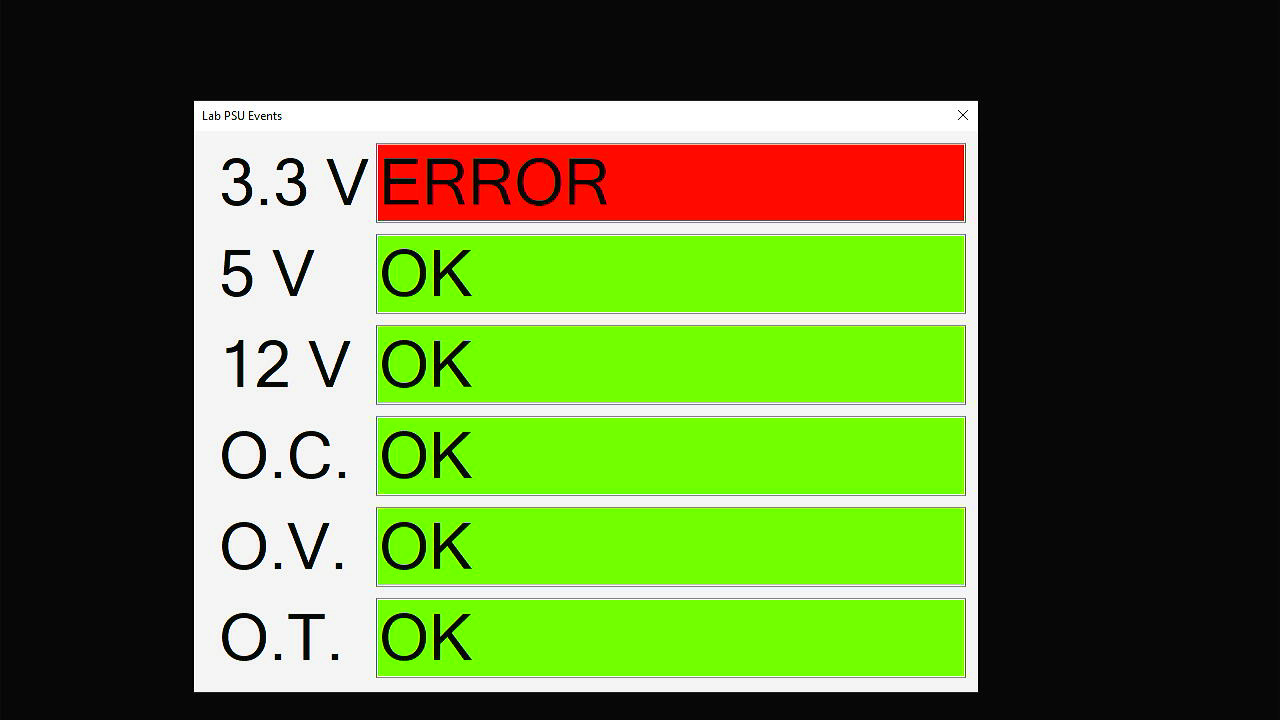 Lab PSU Events
3.3 V ERROR
5 V OK
12 V OK
O.C. OK
O.V. OK
O.T. OK